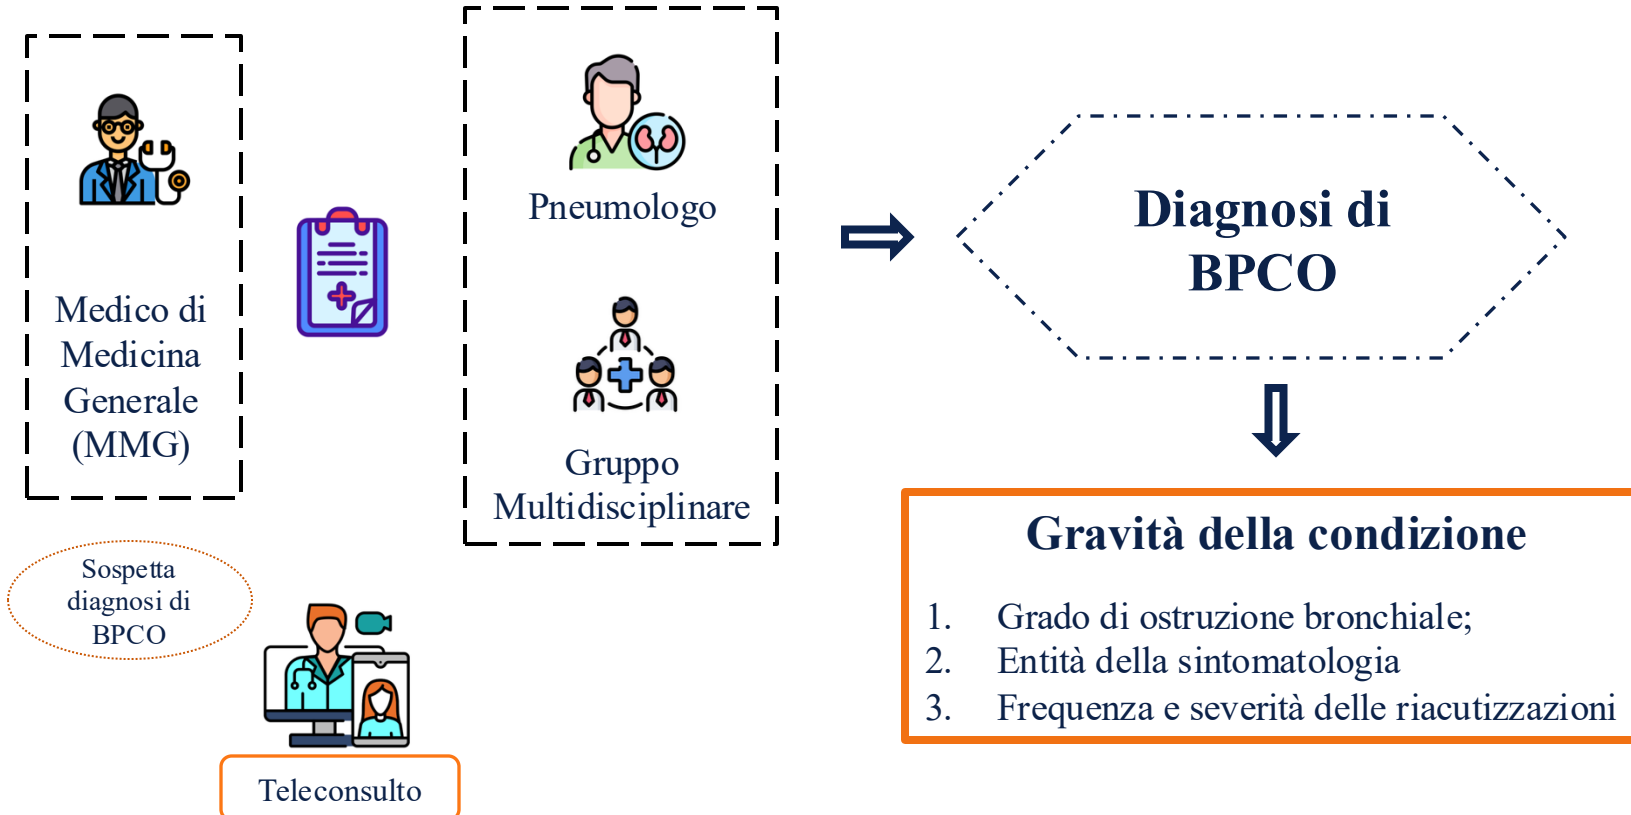 Medico di
Medicina
Generale
(MMG)
Sospetta
diagnosi di
BPCO
Teleconsulto
Pneumologo
Gruppo
Multidisciplinare
Diagnosi di
BPCO
Gravità della condizione
1. Grado di ostruzione bronchiale;
2. Entità della sintomatologia
3. Frequenza e severità delle riacutizzazioni